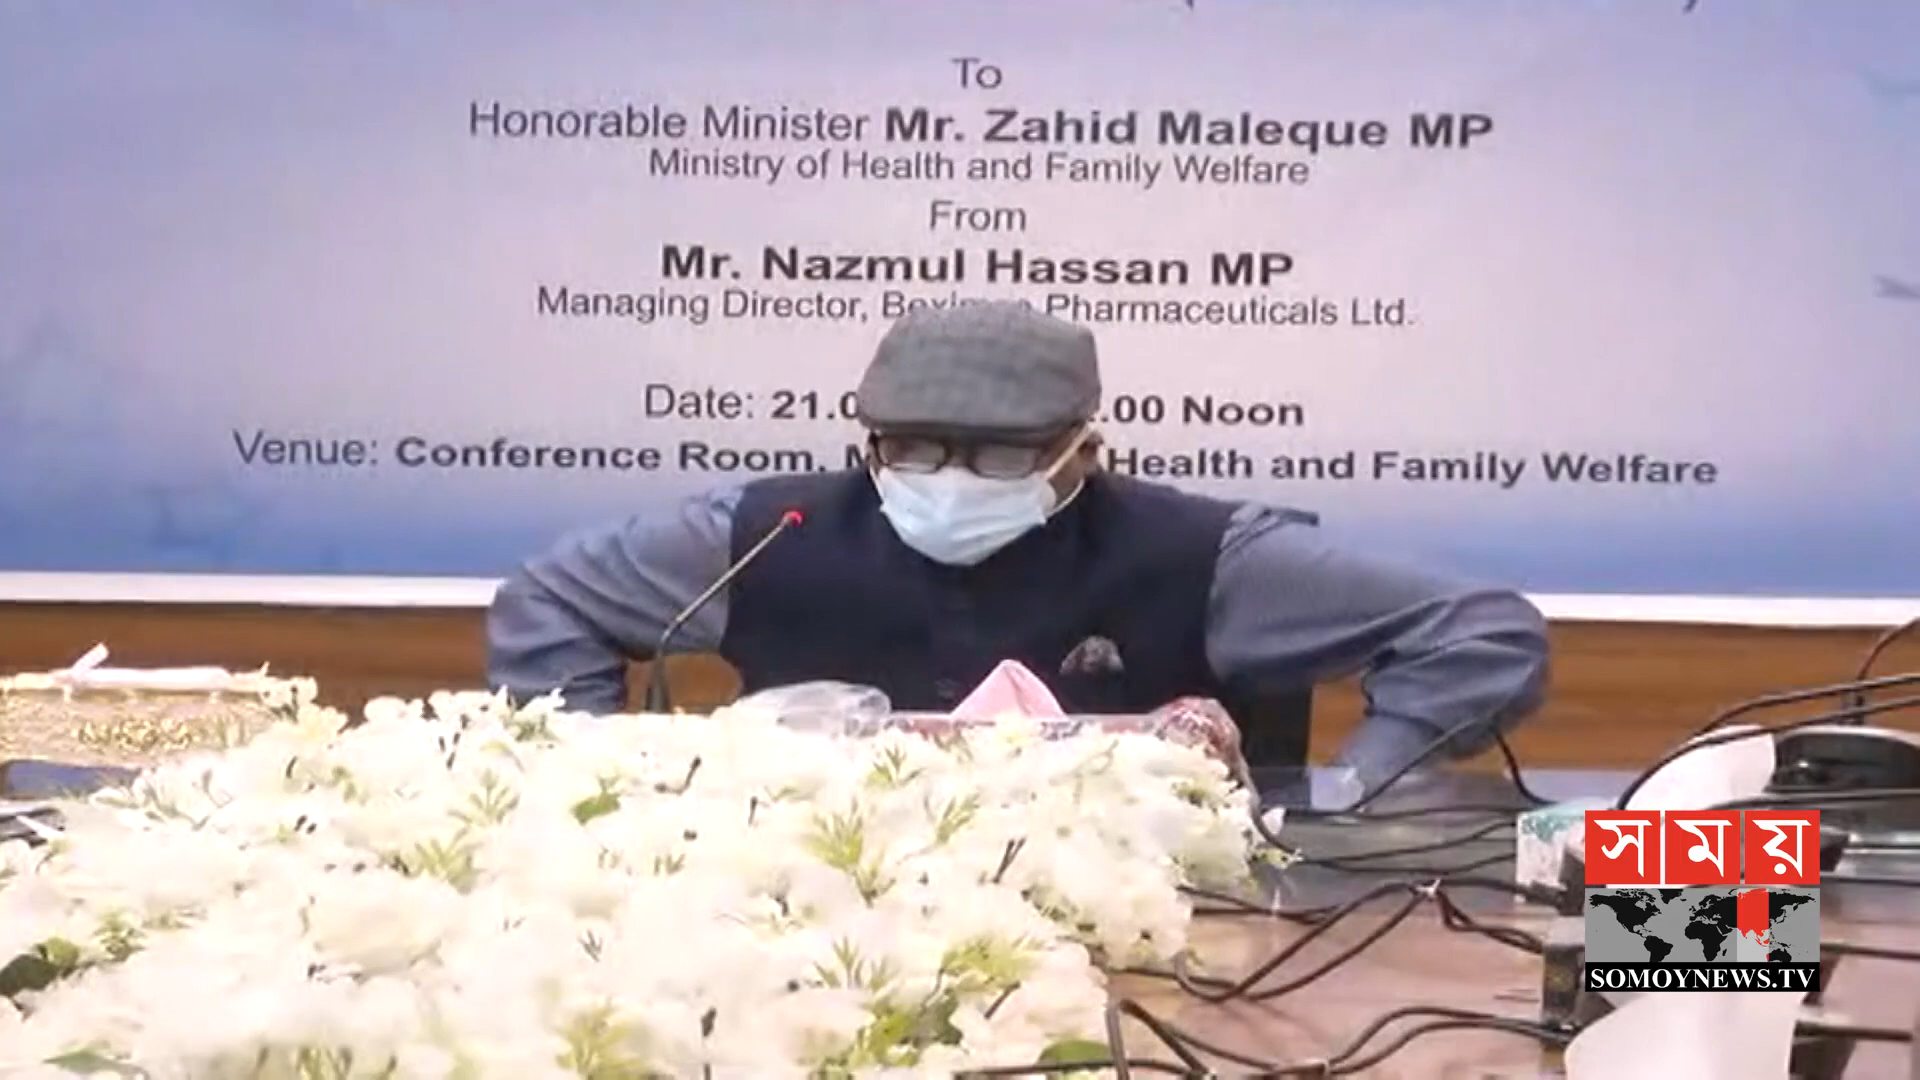 To
Honorable Minister Mr. Zahid Maleque MP
Ministry of Health and Family Welfare
From
Mr. Nazmul Hassan MP
Managing Director, Pharmaceuticals Ltd.
Date: 21.0 .00 Noon
Venue: Conference Room, M Health and Family Welfare
সময়
SOMOYNEWS.TV